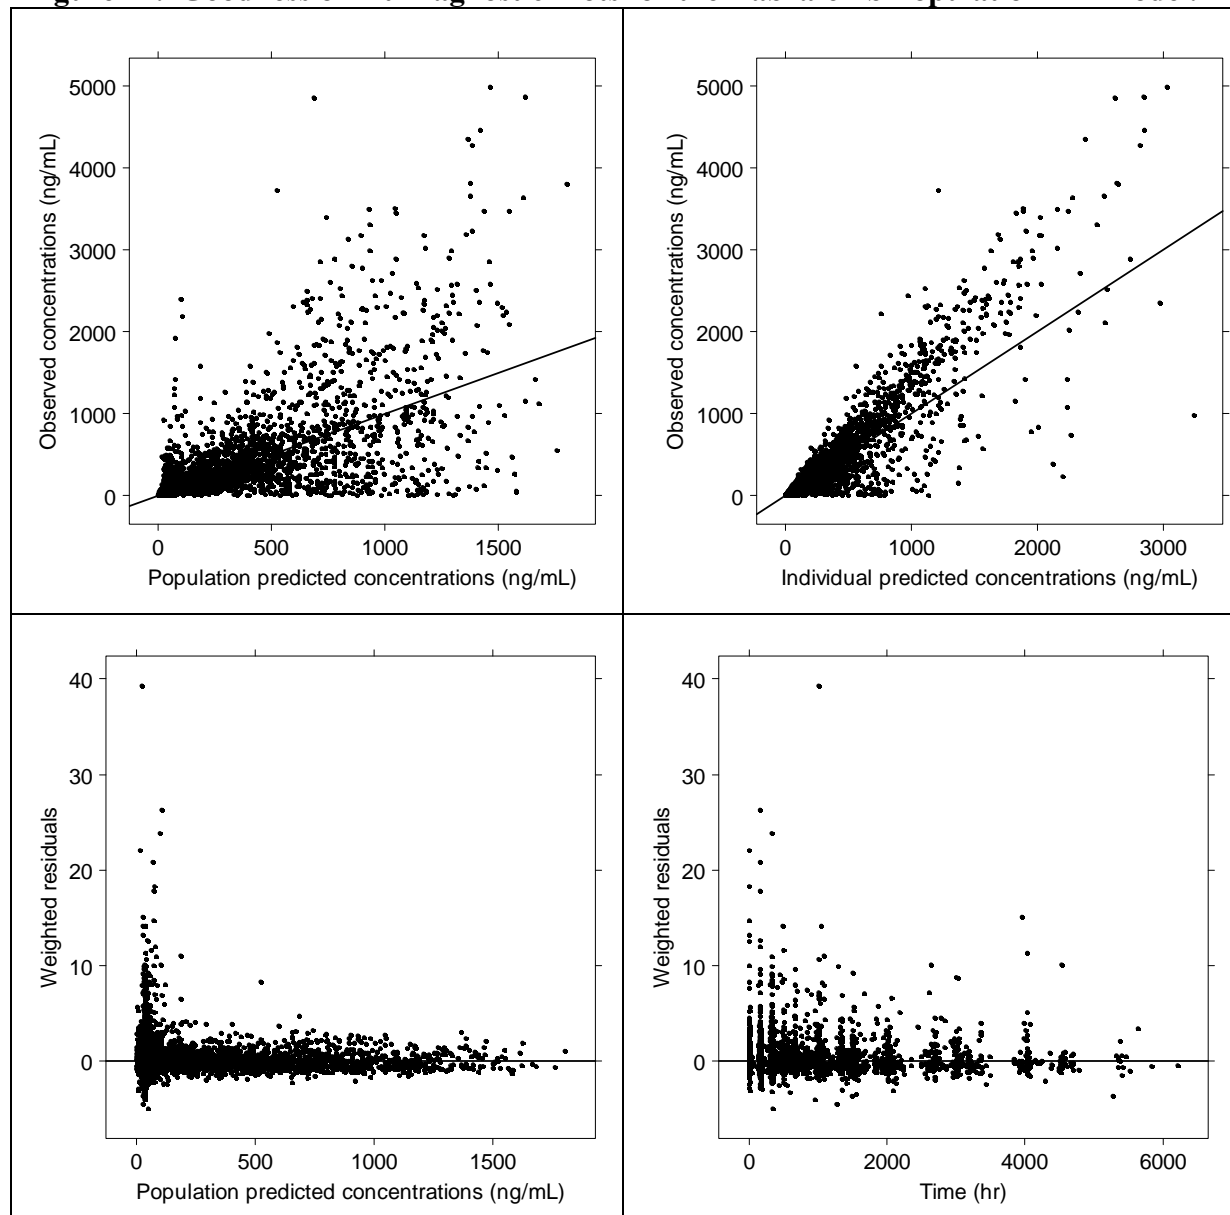 5000
4000
3000
2000
1000
0
Observed concentrations (ng/mL)
0 500 1000 1500
Population predicted concentrations (ng/mL)
5000
4000
3000
2000
1000
0
Observed concentrations (ng/mL)
0 1000 2000 3000
Individual predicted concentrations (ng/mL)
40
30
20
10
0
Weighted residuals
0 500 1000 1500
Population predicted concentrations (ng/mL)
40
30
20
10
0
Weighted residuals
0 2000 4000 6000
Time (hr)